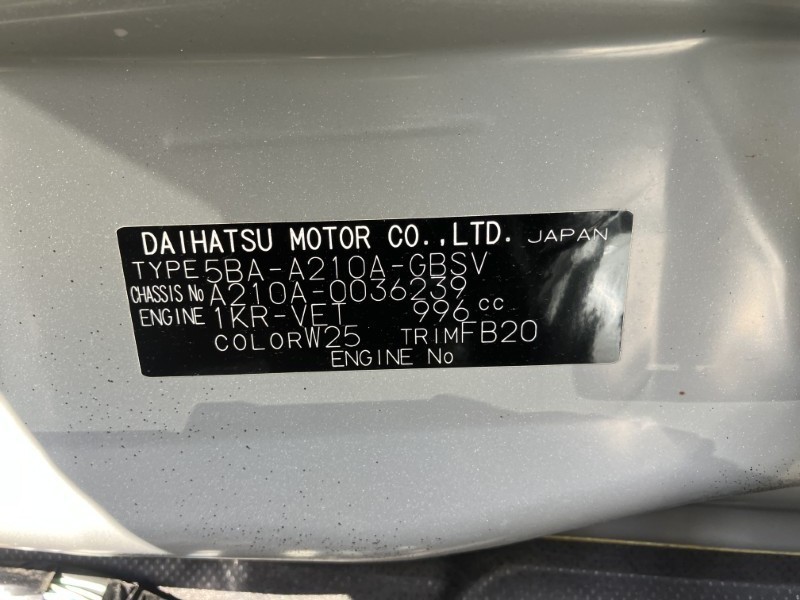 DAIHATSU MOTOR CO.,LTD. JAPAN
TYPE 5BA-A210A-GBSV
CHASSIS No A210A-0036239
ENGINE 1KR-VET 996 cc
COLOR W25 TRIM FB20
ENGINE No